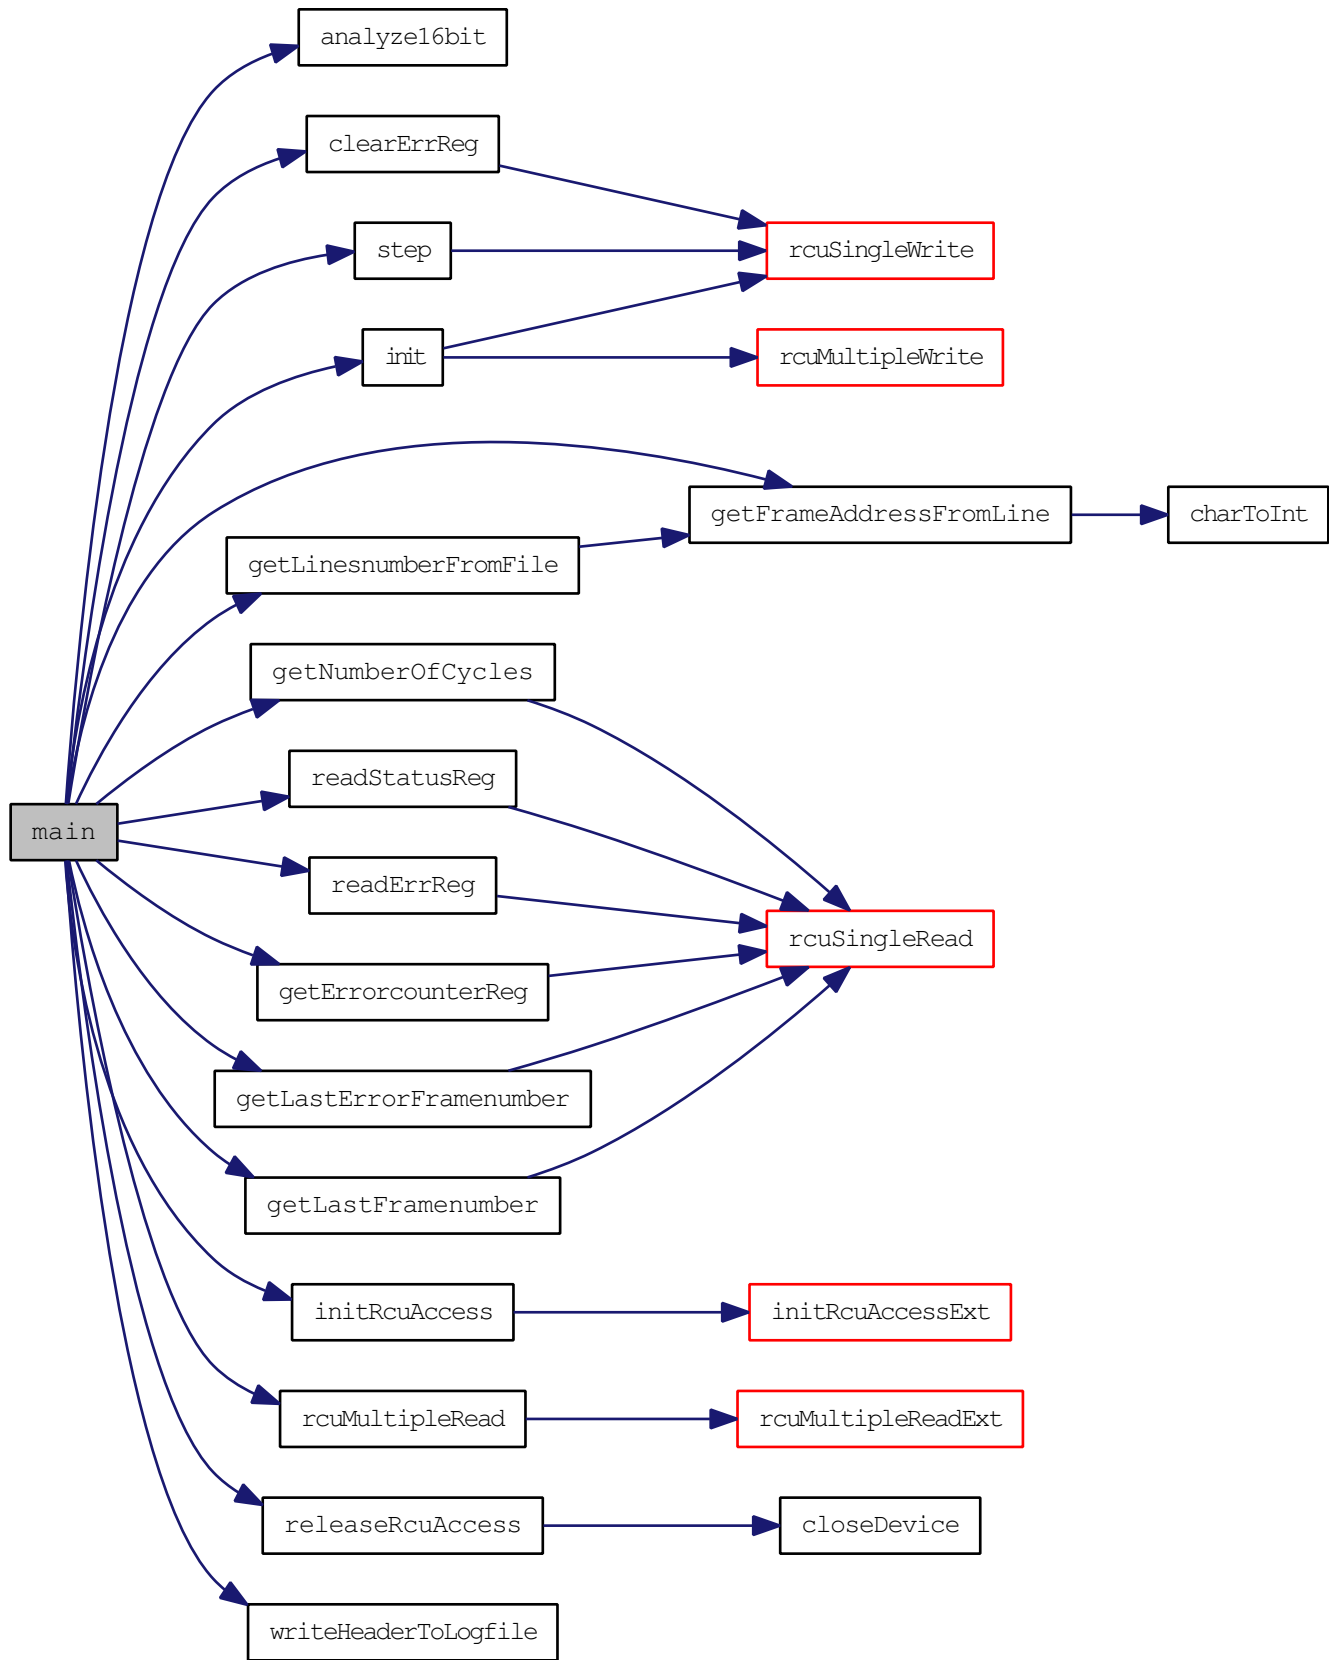 analyze16bit
clearErrReg
step
rcuSingleWrite
init
rcuMultipleWrite
getFrameAddressFromLine
charToInt
getLinesnumberFromFile
getNumberOfCycles
readStatusReg
main
readErrReg
rcuSingleRead
getErrorcounterReg
getLastErrorFramenumber
getLastFramenumber
initRcuAccess
initRcuAccessExt
rcuMultipleRead
rcuMultipleReadExt
releaseRcuAccess
closeDevice
writeHeaderToLogfile